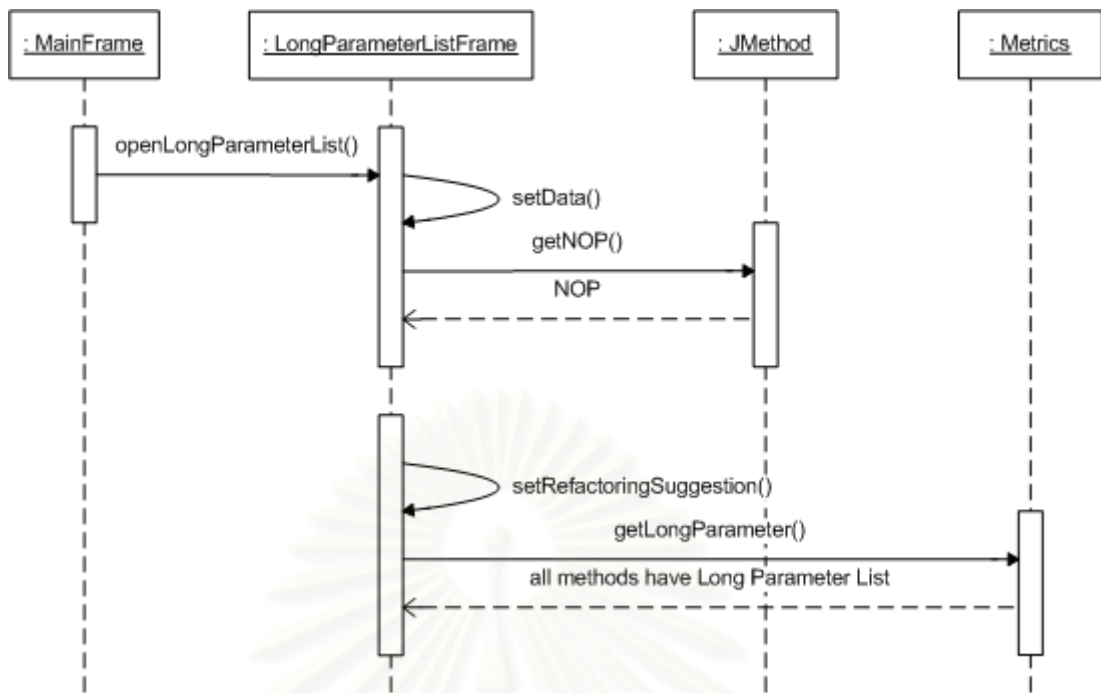 : MainFrame
: LongParameterListFrame
: JMethod
: Metrics
openLongParameterList()
setData()
getNOP()
NOP
setRefactoringSuggestion()
getLongParameter()
all methods have Long Parameter List